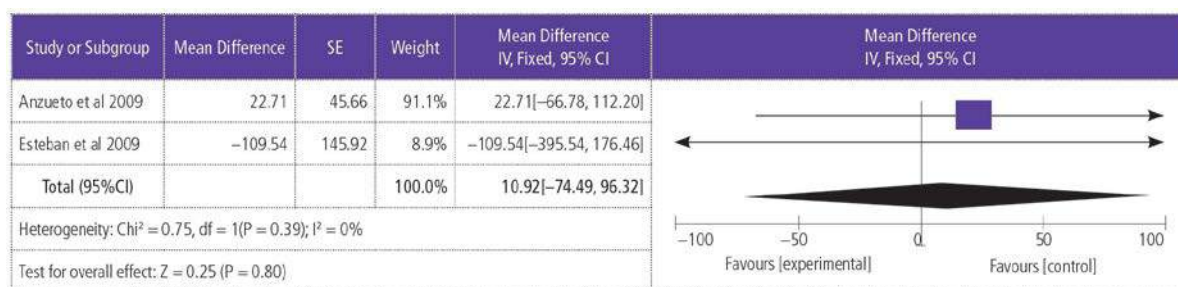 Study or Subgroup Mean Difference SE Weight Mean Difference IV, Fixed, 95% CI Mean Difference IV, Fixed, 95% CI
Anzueto et al 2009 22.71 45.66 91.1% 22.71[−66.78, 112.20]
Esteban et al 2009 −109.54 145.92 8.9% −109.54[−395.54, 176.46]
Total (95%CI) 100.0% 10.92[−74.49, 96.32]
Heterogeneity: Chi² = 0.75, df = 1(P = 0.39); I² = 0%
Test for overall effect: Z = 0.25 (P = 0.80)
−100 −50 0 50 100
Favours [experimental] Favours [control]